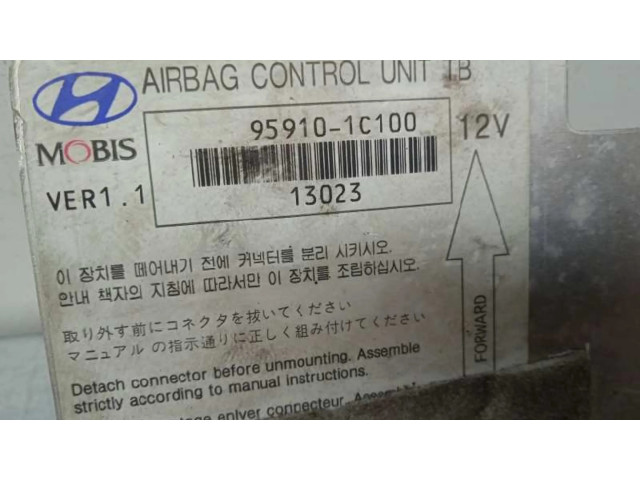 AIRBAG CONTROL UNIT 1B
MOBIS
95910-1C100
12V
VER1.1
13023
이 장치를 떼어내기 전에 커넥터를 분리 시키시오.
안내 책자의 지침에 따라서만 이 장치를 조립하십시오.
取り外す前にコネクタを抜いてください
マニュアル の指示通りに正しく組み付けてください
FORWARD
Detach connector before unmounting. Assemble
strictly according to manual instructions.
enlver connecteur.